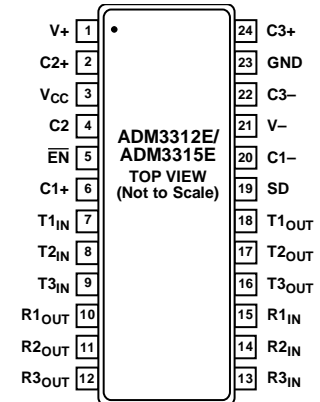 V+ 1 24 C3+
C2+ 2 23 GND
VCC 3 22 C3–
C2 4 21 V–
EN 5 20 C1–
C1+ 6 19 SD
T1IN 7 18 T1OUT
T2IN 8 17 T2OUT
T3IN 9 16 T3OUT
R1OUT 10 15 R1IN
R2OUT 11 14 R2IN
R3OUT 12 13 R3IN
ADM3312E/
ADM3315E
TOP VIEW
(Not to Scale)